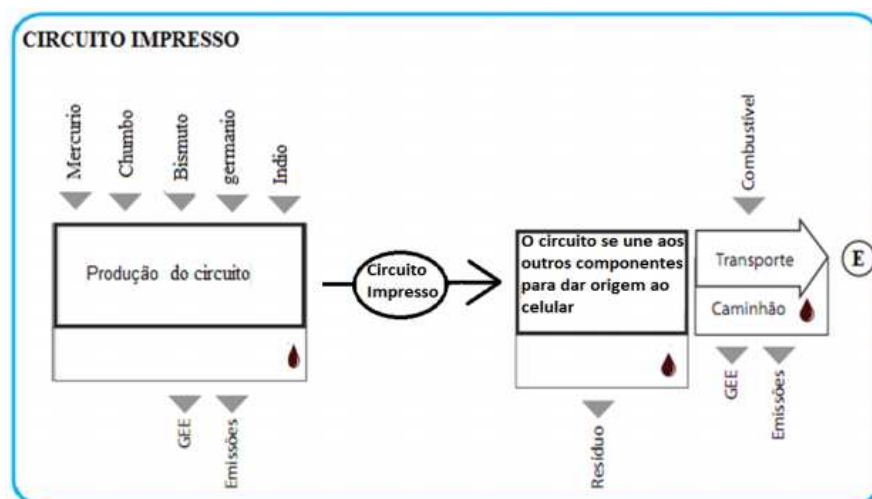 CIRCUITO IMPRESSO
Mercurio
Chumbo
Bismuto
germanio
Indio
Combustível
Produção do circuito
Circuito
Impresso
O circuito se une aos
outros componentes
para dar origem ao
celular
Transporte
E
Caminhão
GEE
Emissões
Resíduo
GEE
Emissões